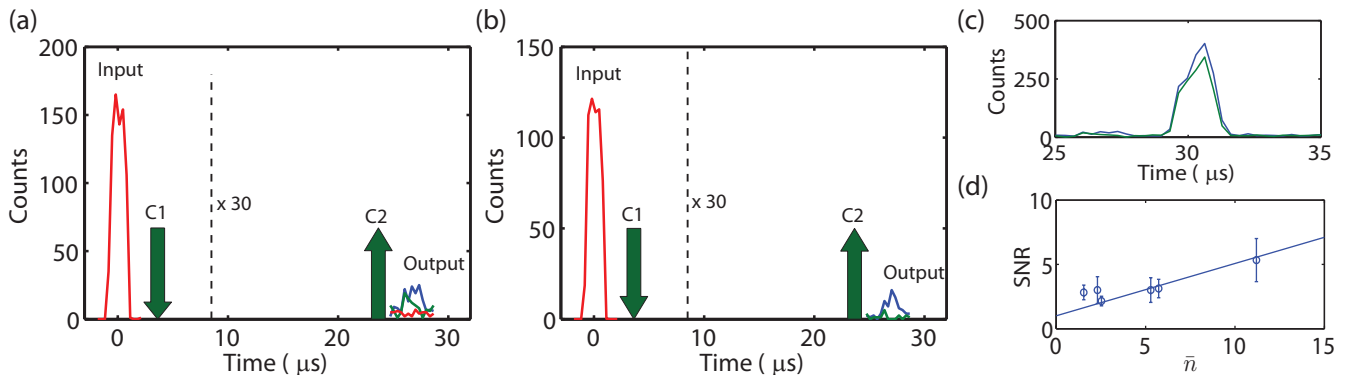 (a)
200
150
100
50
0
Counts
Input
C1
x 30
C2
Output
0
10
20
30
Time ( μs)
(b)
150
100
50
0
Counts
Input
C1
x 30
C2
Output
0
10
20
30
Time ( μs)
(c)
500
250
0
Counts
25
30
35
Time ( μs)
(d)
10
5
0
SNR
0
5
10
15
n̄